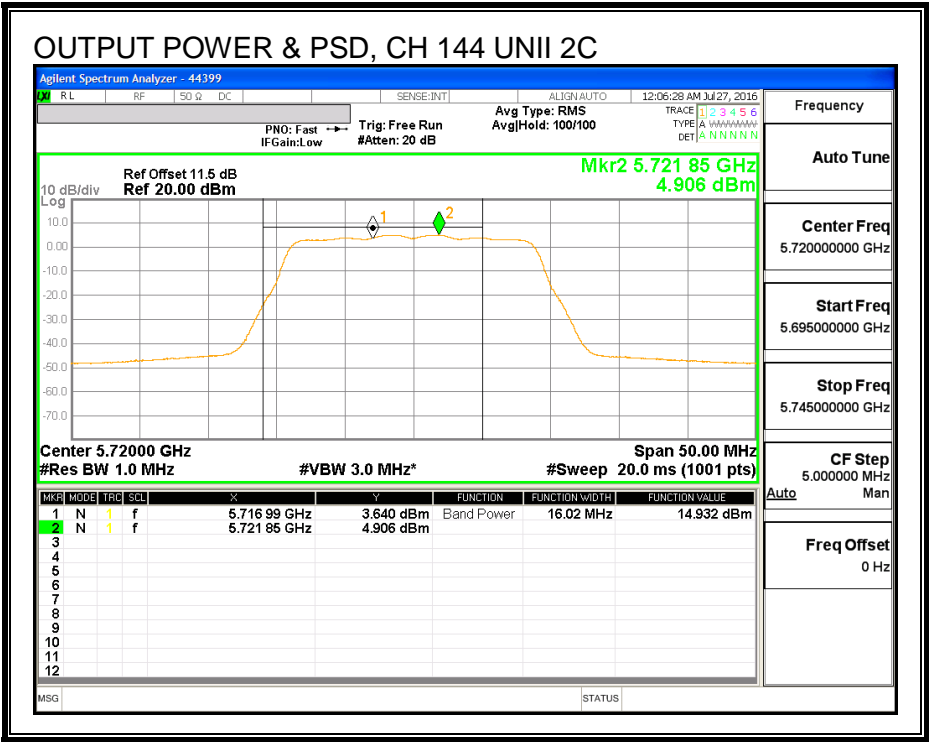 OUTPUT POWER & PSD, CH 144 UNII 2C
Agilent Spectrum Analyzer - 44399
LXI RL RF 50 Ω DC SENSE:INT ALIGN AUTO 12:06:28 AM Jul 27, 2016
PNO: Fast
IFGain:Low
Trig: Free Run
#Atten: 20 dB
Avg Type: RMS
Avg|Hold: 100/100
TRACE 1 2 3 4 5 6
TYPE A WWWWW
DET A N N N N N
Mkr2 5.721 85 GHz
4.906 dBm
Ref Offset 11.5 dB
10 dB/div Ref 20.00 dBm
Log
10.0
0.00
-10.0
-20.0
-30.0
-40.0
-50.0
-60.0
-70.0
1
2
Center 5.72000 GHz Span 50.00 MHz
#Res BW 1.0 MHz #VBW 3.0 MHz* #Sweep 20.0 ms (1001 pts)
MKR MODE TRC SCL X Y FUNCTION FUNCTION WIDTH FUNCTION VALUE
1 N 1 f 5.716 99 GHz 3.640 dBm Band Power 16.02 MHz 14.932 dBm
2 N 1 f 5.721 85 GHz 4.906 dBm
3
4
5
6
7
8
9
10
11
12
MSG STATUS
Frequency
Auto Tune
Center Freq
5.720000000 GHz
Start Freq
5.695000000 GHz
Stop Freq
5.745000000 GHz
CF Step
5.000000 MHz
Auto Man
Freq Offset
0 Hz